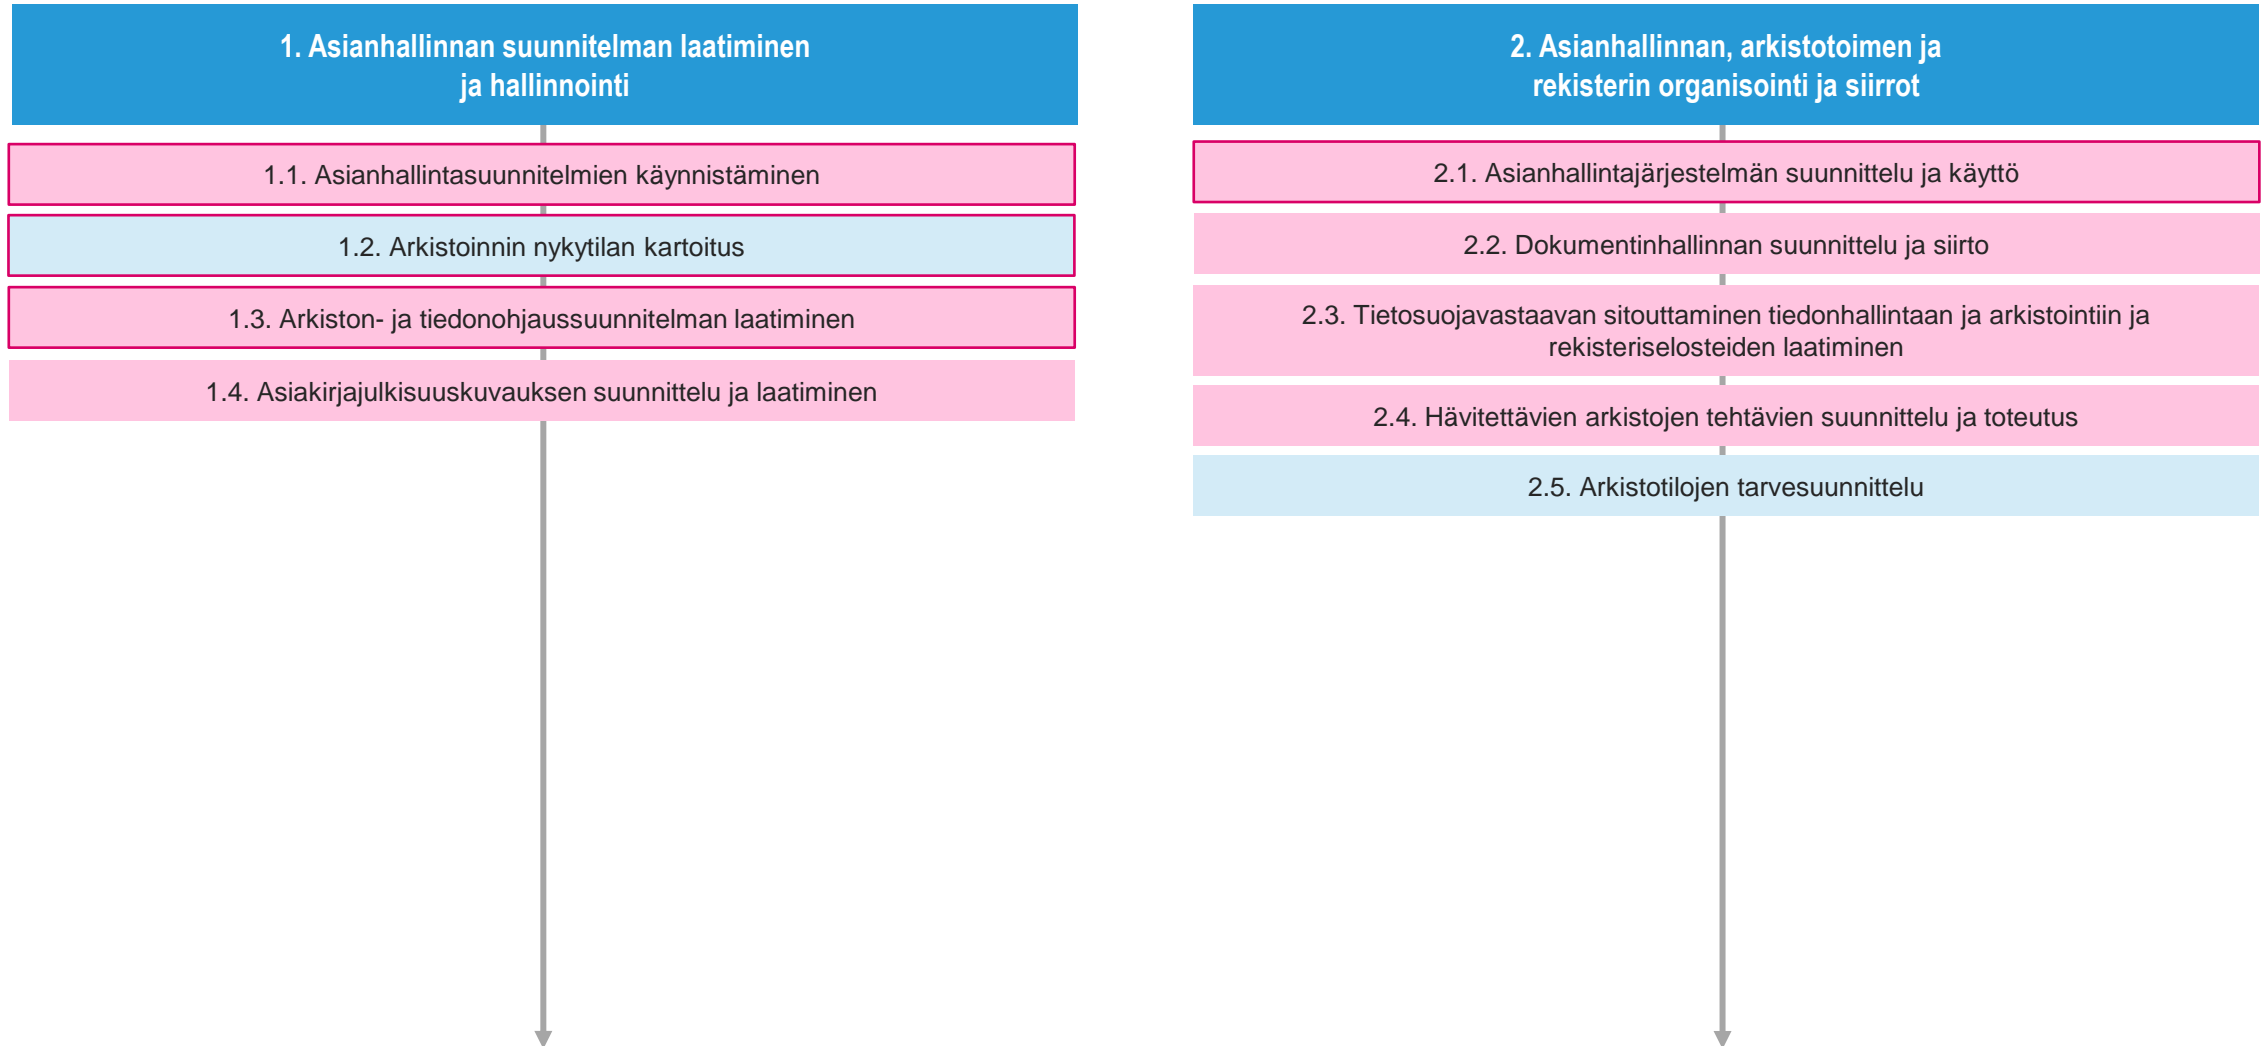 1. Asianhallinnan suunnitelman laatiminen
ja hallinnointi
1.1. Asianhallintasuunnitelmien käynnistäminen
1.2. Arkistoinnin nykytilan kartoitus
1.3. Arkiston- ja tiedonohjaussuunnitelman laatiminen
1.4. Asiakirjajulkisuuskuvauksen suunnittelu ja laatiminen
2. Asianhallinnan, arkistotoimen ja
rekisterin organisointi ja siirrot
2.1. Asianhallintajärjestelmän suunnittelu ja käyttö
2.2. Dokumentinhallinnan suunnittelu ja siirto
2.3. Tietosuojavastaavan sitouttaminen tiedonhallintaan ja arkistointiin ja
rekisteriselosteiden laatiminen
2.4. Hävitettävien arkistojen tehtävien suunnittelu ja toteutus
2.5. Arkistotilojen tarvesuunnittelu